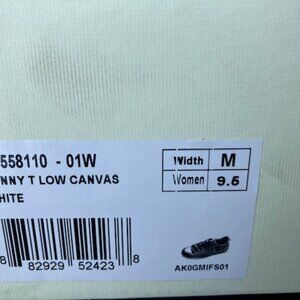 558110 - 01W
NNY T LOW CANVAS
HITE
Width M
Women 9.5
8 82929 52423 8
AK0GMIFS01